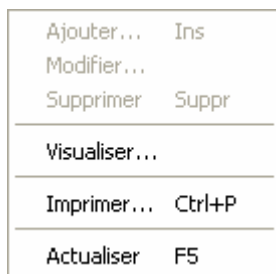 Ajouter... Ins
Modifier...
Supprimer Suppr
Visualiser...
Imprimer... Ctrl+P
Actualiser F5